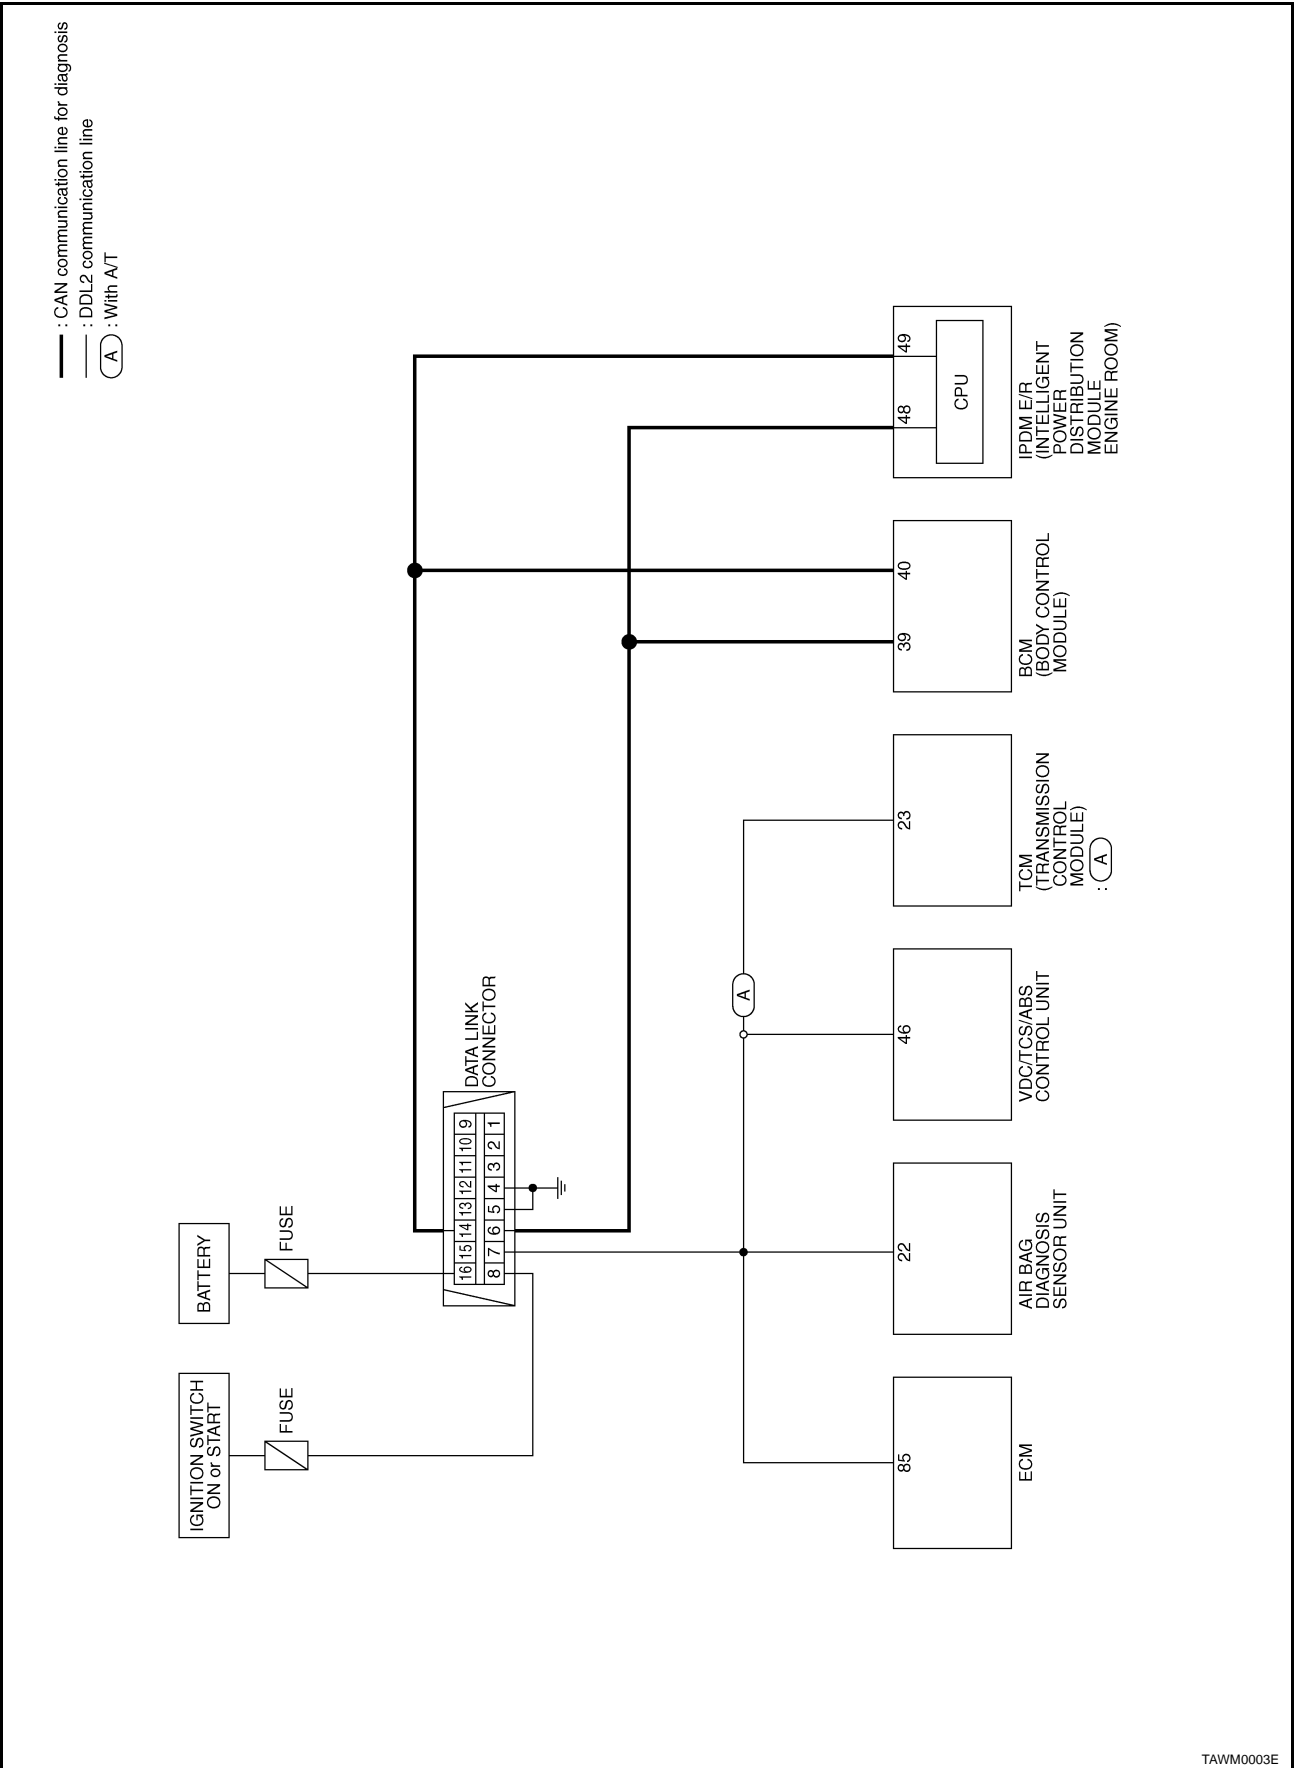 : CAN communication line for diagnosis
: DDL2 communication line
A : With A/T
IGNITION SWITCH
ON or START
BATTERY
FUSE
FUSE
DATA LINK
CONNECTOR
16 15 14 13 12 11 10 9
8 7 6 5 4 3 2 1
A
85
22
46
23
39
40
48
49
CPU
ECM
AIR BAG
DIAGNOSIS
SENSOR UNIT
VDC/TCS/ABS
CONTROL UNIT
TCM
(TRANSMISSION
CONTROL
MODULE)
: A
BCM
(BODY CONTROL
MODULE)
IPDM E/R
(INTELLIGENT
POWER
DISTRIBUTION
MODULE
ENGINE ROOM)
TAWM0003E